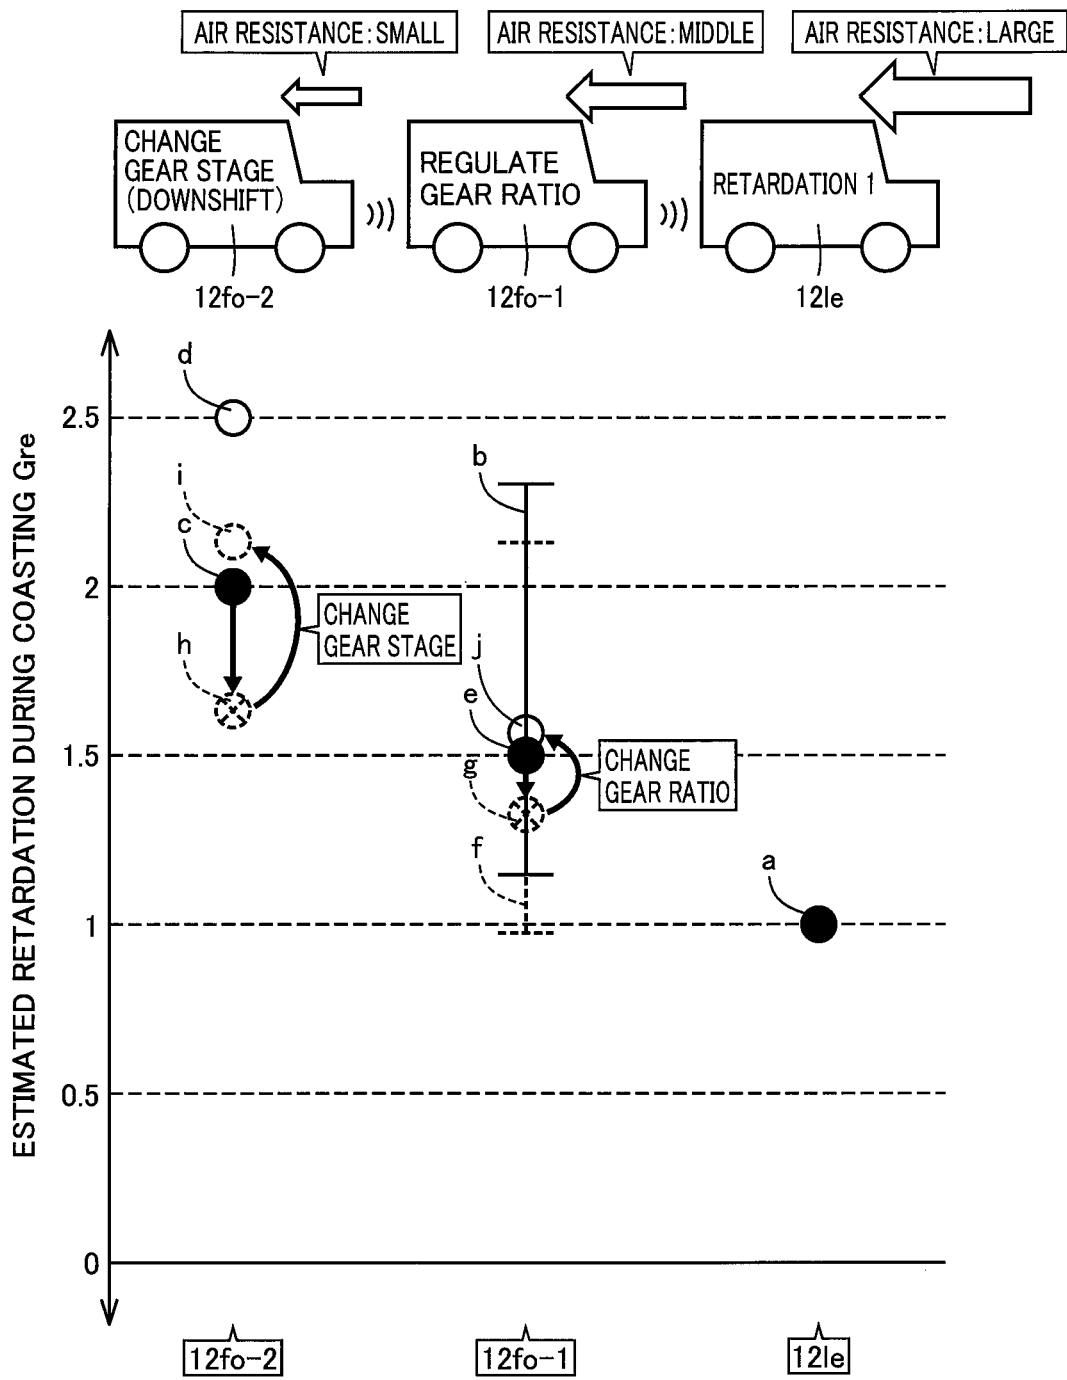 AIR RESISTANCE:SMALL
AIR RESISTANCE:MIDDLE
AIR RESISTANCE:LARGE
CHANGE
GEAR STAGE
(DOWNSHIFT)
REGULATE
GEAR RATIO
RETARDATION 1
12fo-2
12fo-1
12le
ESTIMATED RETARDATION DURING COASTING Gre
d
2.5
b
i
c
2
CHANGE
GEAR STAGE
h
j
e
1.5
CHANGE
GEAR RATIO
g
f
a
1
0.5
0
12fo-2
12fo-1
12le